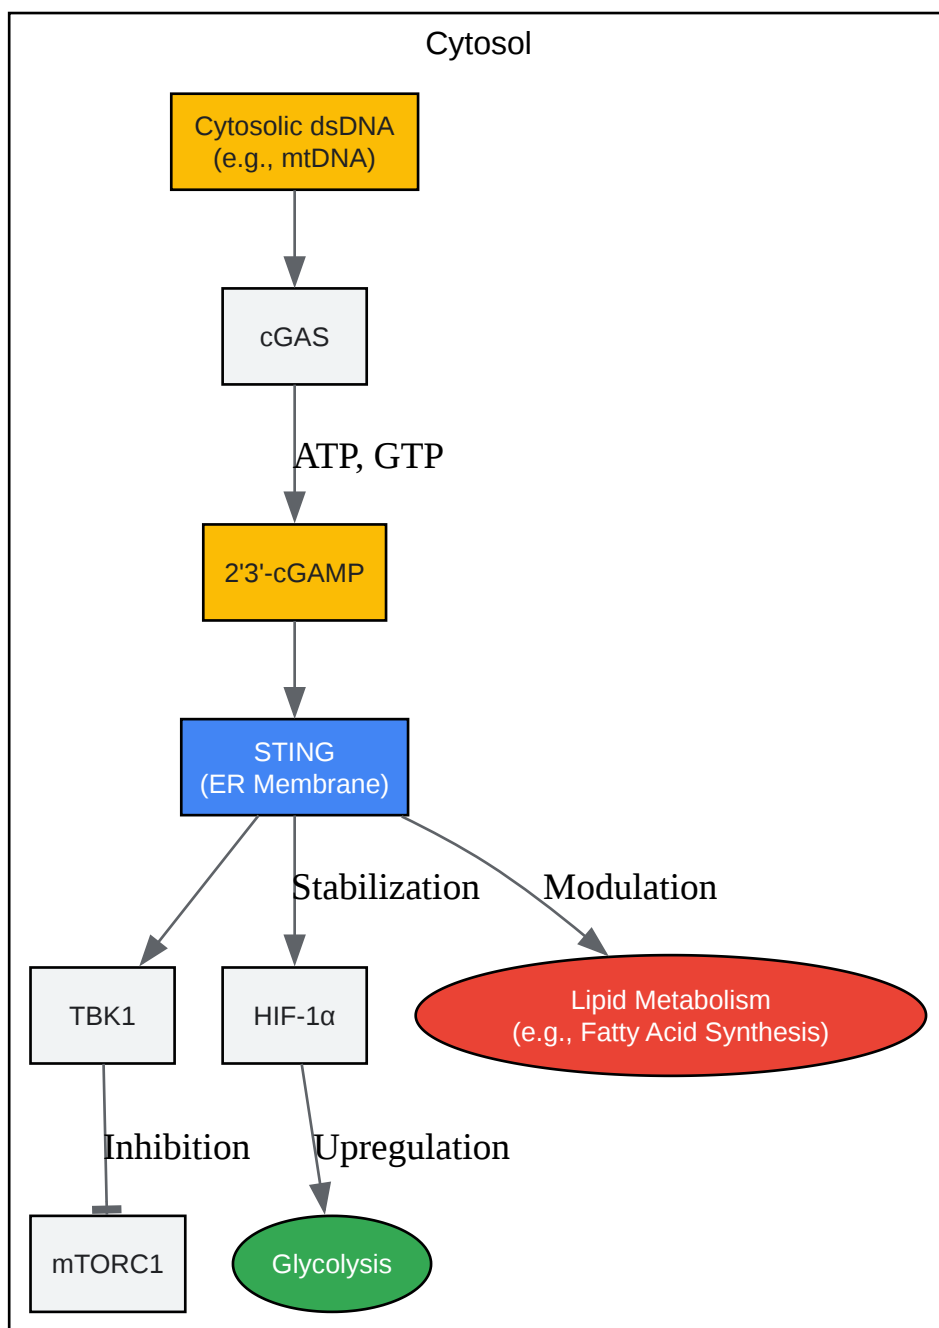 Cytosol
Cytosolic dsDNA
(e.g., mtDNA)
cGAS
ATP, GTP
2'3'-cGAMP
STING
(ER Membrane)
Stabilization
Modulation
TBK1
HIF-1α
Lipid Metabolism
(e.g., Fatty Acid Synthesis)
Inhibition
Upregulation
mTORC1
Glycolysis